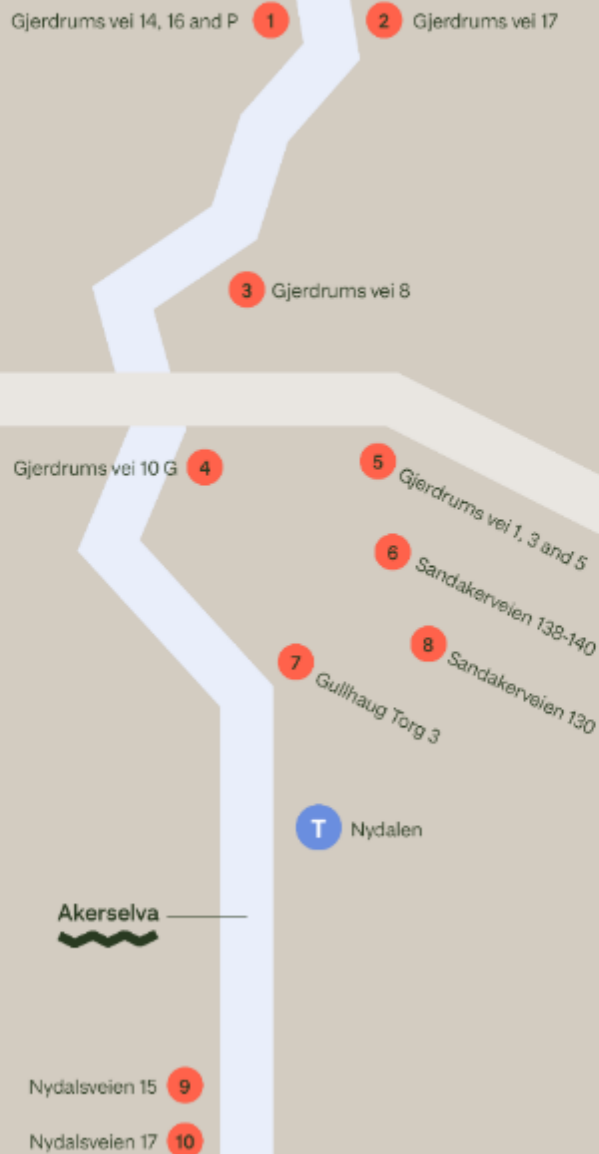 Gjerdrums vei 14, 16 and P 1
2 Gjerdrums vei 17
3 Gjerdrums vei 8
Gjerdrums vei 10 G 4
5 Gjerdrums vei 1, 3 and 5
6 Sandakerveien 138-140
8 Sandakerveien 130
7 Gullhaug Torg 3
T Nydalen
Akerselva
Nydalsveien 15 9
Nydalsveien 17 10